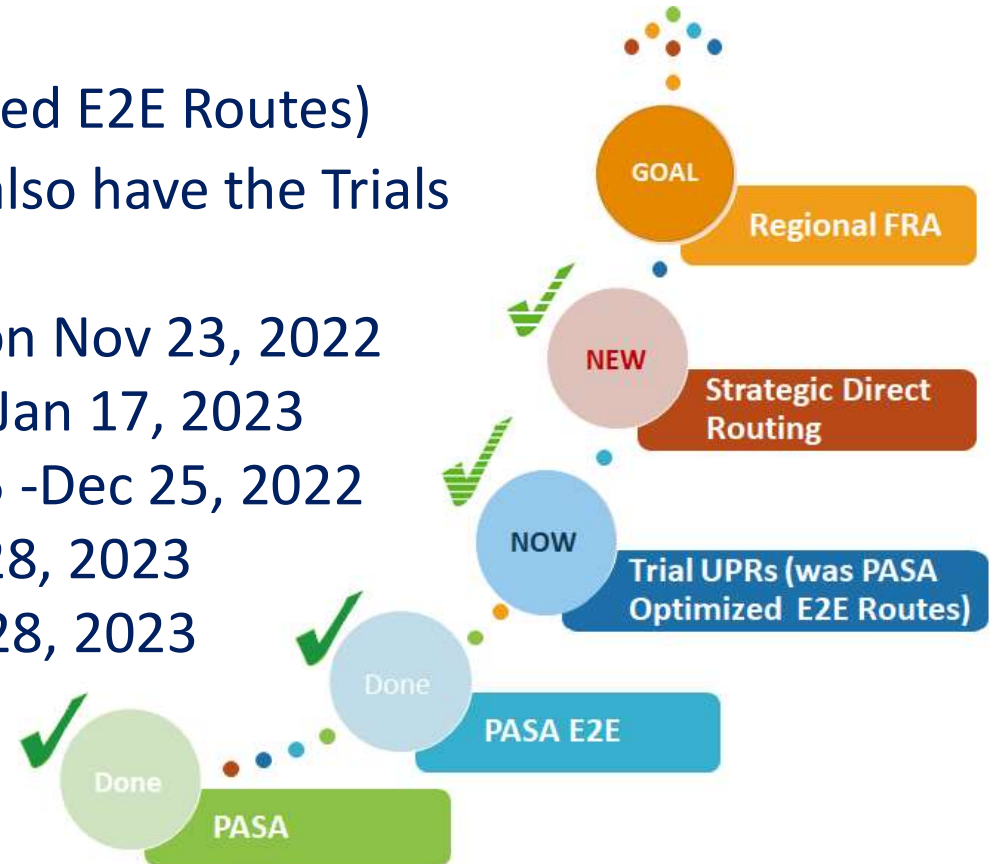 ed E2E Routes)
also have the Trials
on Nov 23, 2022
Jan 17, 2023
-Dec 25, 2022
28, 2023
28, 2023
GOAL
Regional FRA
NEW
Strategic Direct
Routing
NOW
Trial UPRs (was PASA
Optimized E2E Routes)
Done
PASA E2E
Done
PASA